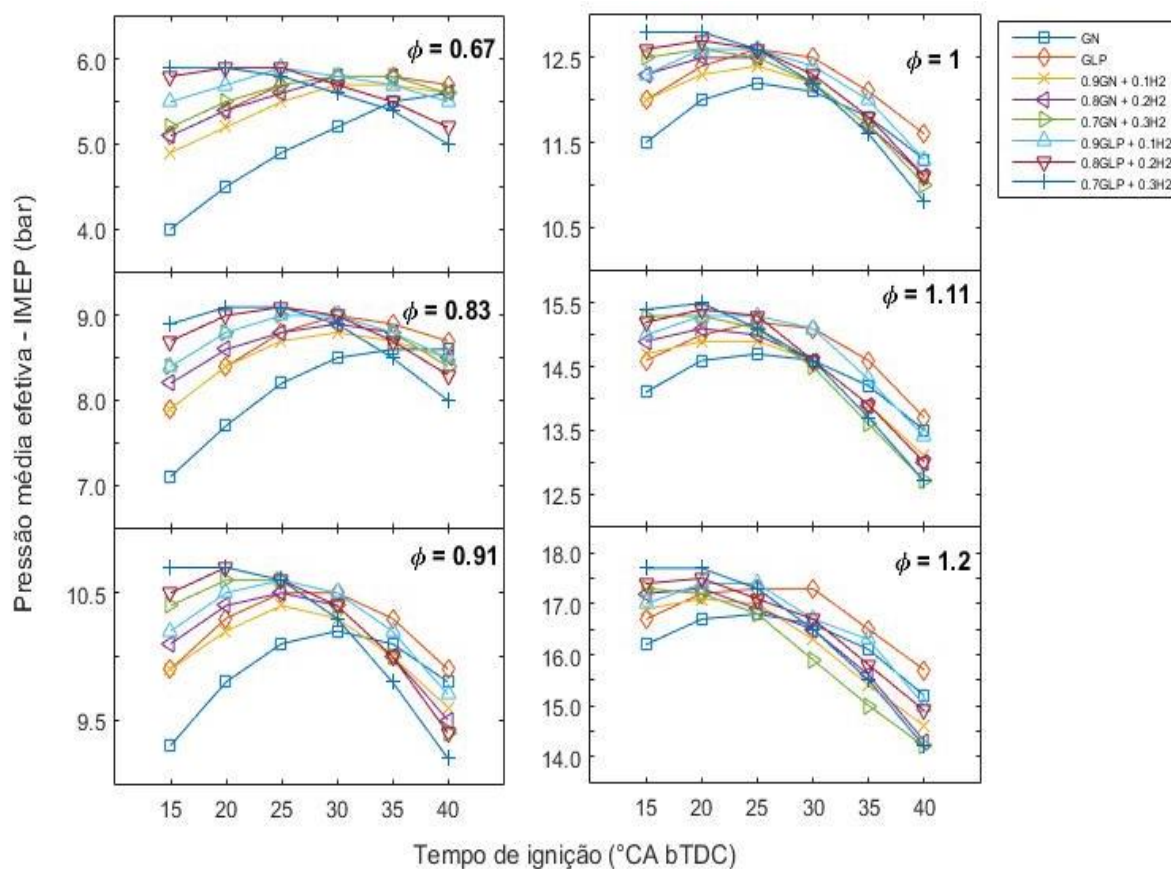 Pressão média efetiva - IMEP (bar)
ϕ = 0.67
6.0
5.0
4.0
ϕ = 0.83
9.0
8.0
7.0
ϕ = 0.91
10.5
9.5
15 20 25 30 35 40
ϕ = 1
12.5
11.5
10.5
ϕ = 1.11
15.5
14.5
13.5
12.5
ϕ = 1.2
18.0
17.0
16.0
15.0
14.0
15 20 25 30 35 40
Tempo de ignição (°CA bTDC)
GN
GLP
0.9GN + 0.1H2
0.8GN + 0.2H2
0.7GN + 0.3H2
0.9GLP + 0.1H2
0.8GLP + 0.2H2
0.7GLP + 0.3H2